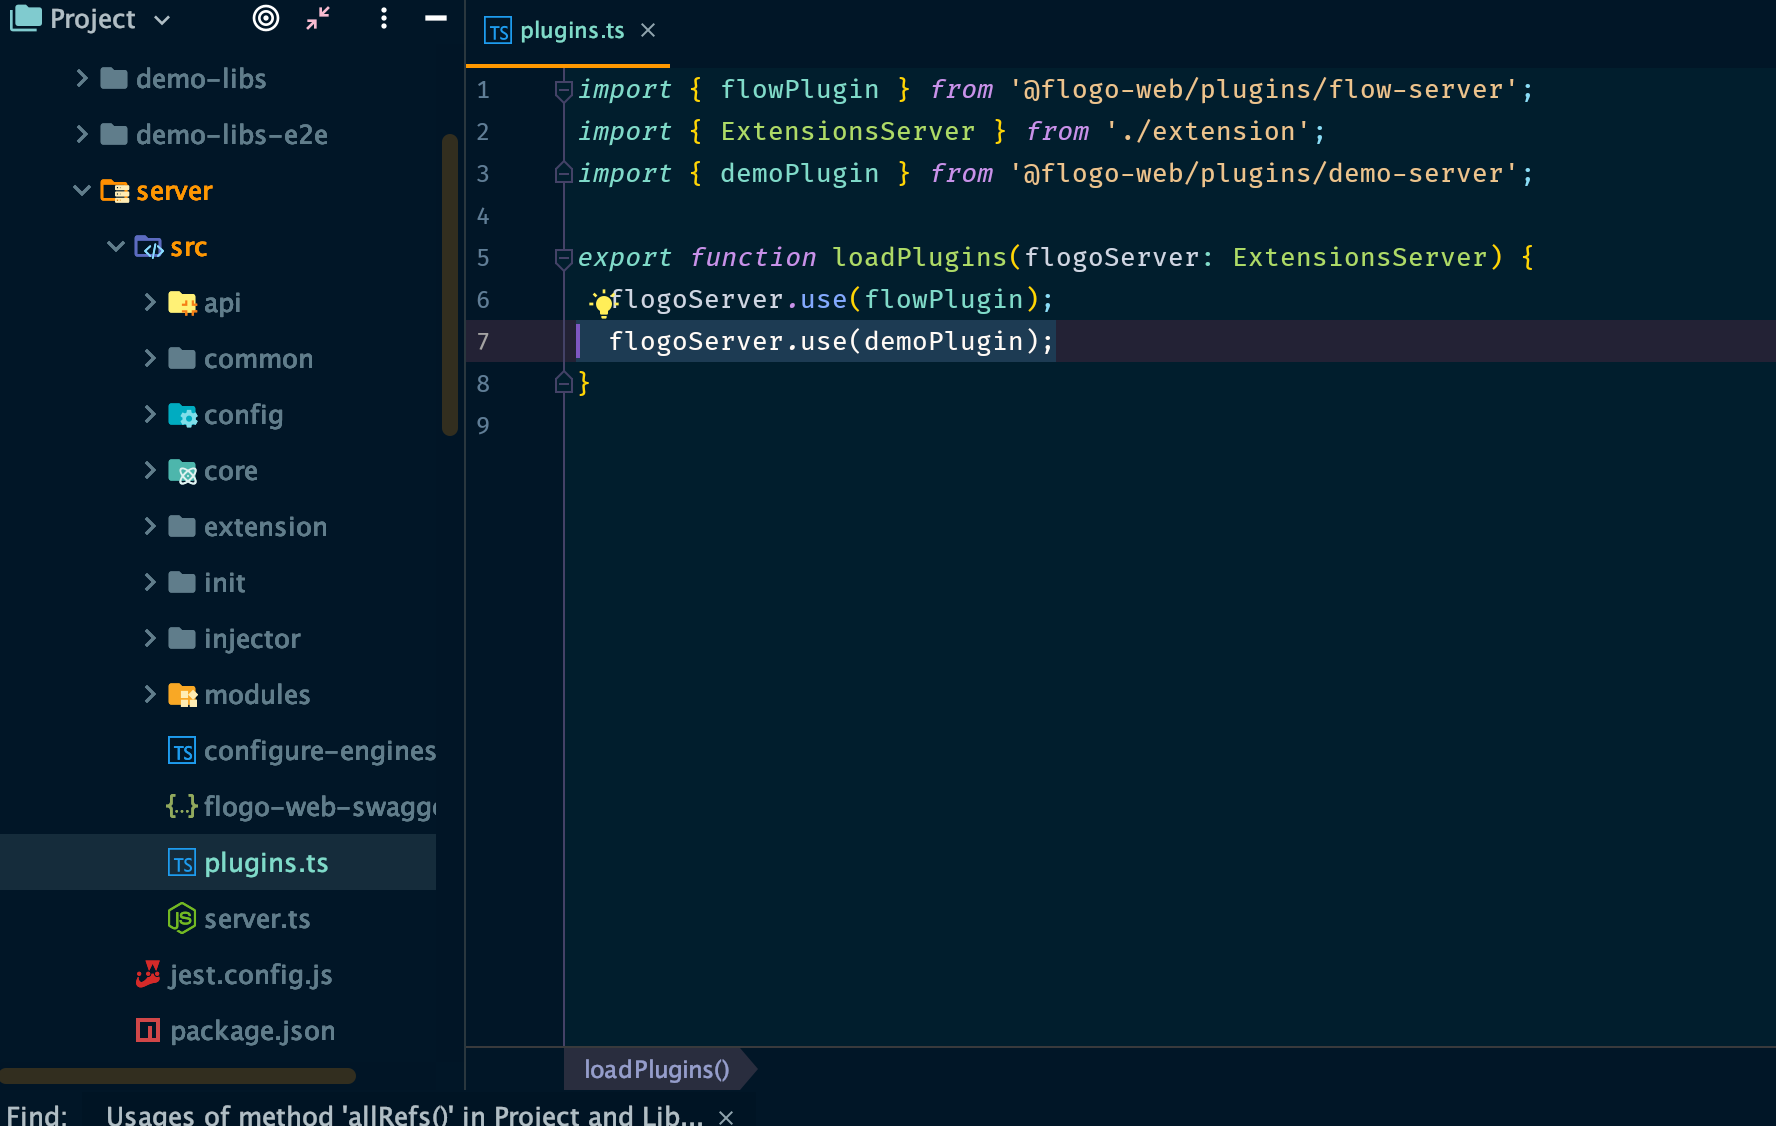 Project
demo-libs
demo-libs-e2e
server
src
api
common
config
core
extension
init
injector
modules
TS configure-engines
{...} flogo-web-swagg
TS plugins.ts
JS server.ts
jest.config.js
package.json
TS plugins.ts ×
1 import { flowPlugin } from '@flogo-web/plugins/flow-server';
2 import { ExtensionsServer } from './extension';
3 import { demoPlugin } from '@flogo-web/plugins/demo-server';
4
5 export function loadPlugins(flogoServer: ExtensionsServer) {
6 flogoServer.use(flowPlugin);
7 flogoServer.use(demoPlugin);
8 }
9
loadPlugins()
Find: Usages of method 'allRefs()' in Project and Lib... ×